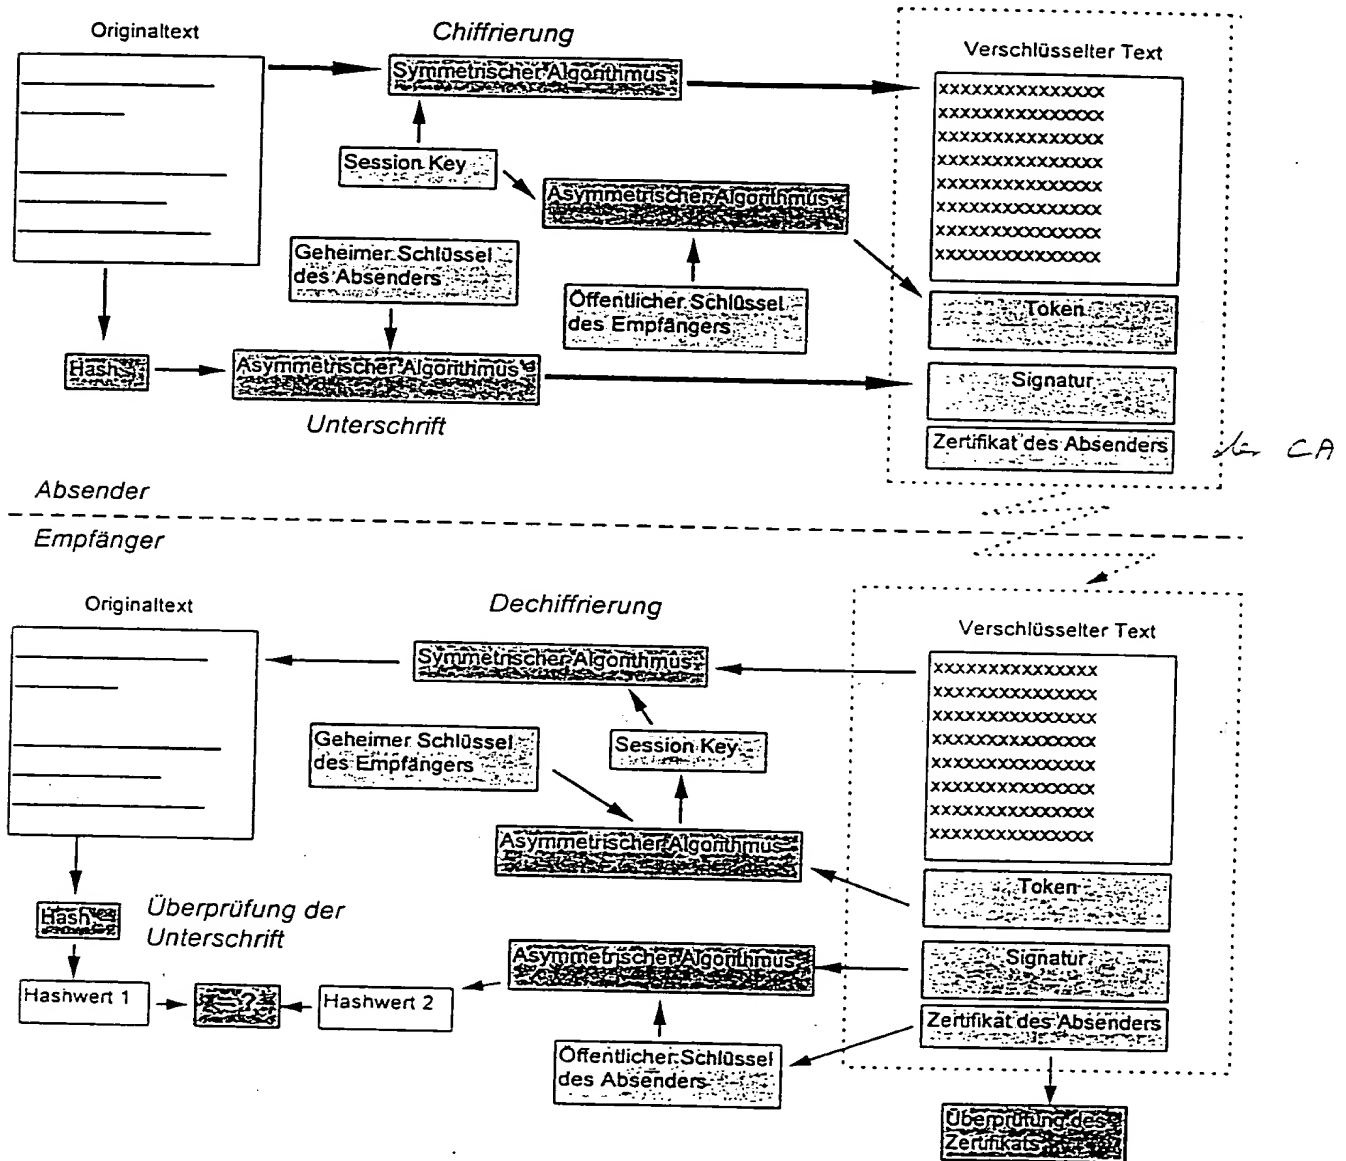 Originaltext
Chiffrierung
Symmetrischer Algorithmus
Verschlüsselter Text
xxxxxxxxxxxxxxx
xxxxxxxxxxxxxxx
xxxxxxxxxxxxxxx
xxxxxxxxxxxxxxx
xxxxxxxxxxxxxxx
xxxxxxxxxxxxxxx
xxxxxxxxxxxxxxx
xxxxxxxxxxxxxxx
Session Key
Asymmetrischer Algorithmus
Geheimer Schlüssel
des Absenders
Öffentlicher Schlüssel
des Empfängers
Token
Hash
Asymmetrischer Algorithmus
Signatur
Unterschrift
Zertifikat des Absenders
CA
Absender
Empfänger
Originaltext
Dechiffrierung
Verschlüsselter Text
Symmetrischer Algorithmus
xxxxxxxxxxxxxxx
xxxxxxxxxxxxxxx
xxxxxxxxxxxxxxx
xxxxxxxxxxxxxxx
xxxxxxxxxxxxxxx
xxxxxxxxxxxxxxx
xxxxxxxxxxxxxxx
xxxxxxxxxxxxxxx
Geheimer Schlüssel
des Empfängers
Session Key
Asymmetrischer Algorithmus
Token
Hash
Überprüfung der
Unterschrift
Asymmetrischer Algorithmus
Signatur
Hashwert 1
=?
Hashwert 2
Zertifikat des Absenders
Öffentlicher Schlüssel
des Absenders
Überprüfung des
Zertifikats